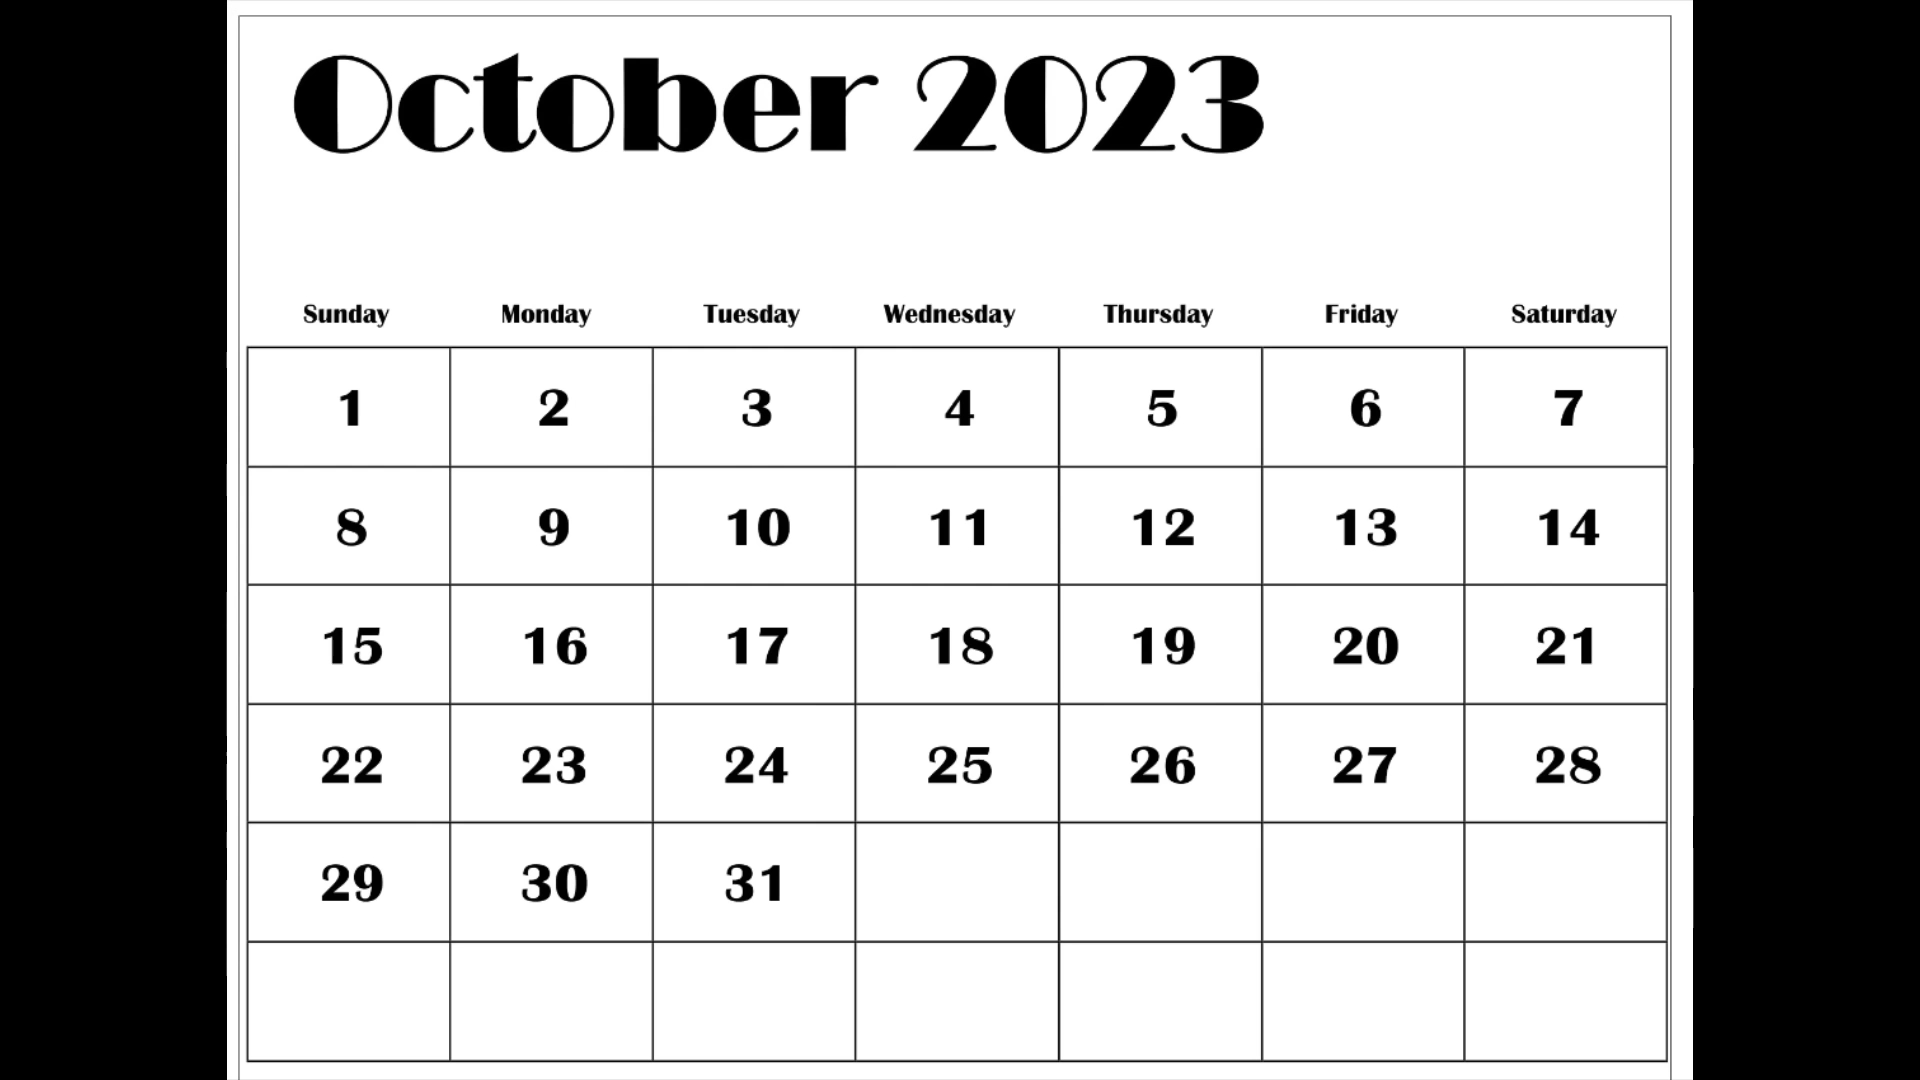 October 2023
Sunday Monday Tuesday Wednesday Thursday Friday Saturday
1 2 3 4 5 6 7
8 9 10 11 12 13 14
15 16 17 18 19 20 21
22 23 24 25 26 27 28
29 30 31